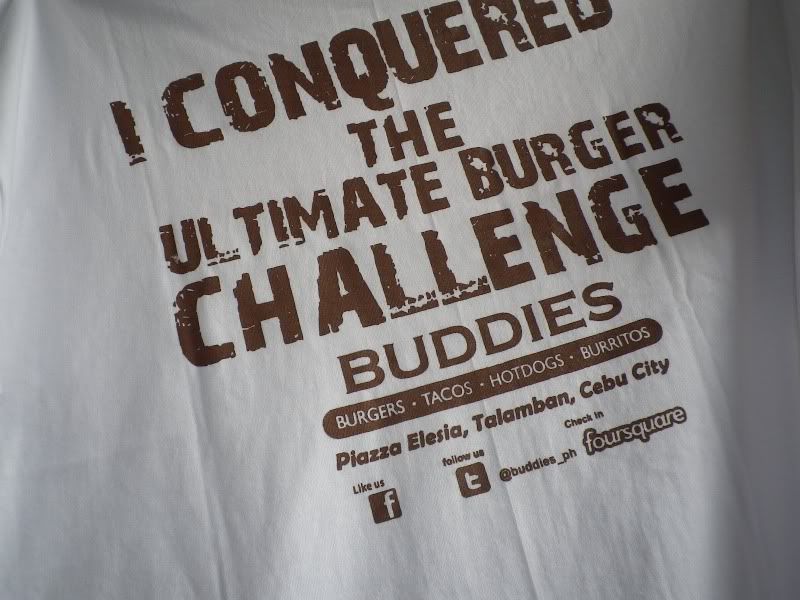 I CONQUERED
THE
ULTIMATE BURGER
CHALLENGE
BUDDIES
BURGERS · TACOS · HOTDOGS · BURRITOS
Piazza Elesia, Talamban, Cebu City
Like us f
follow us t @buddies_ph
Check in foursquare